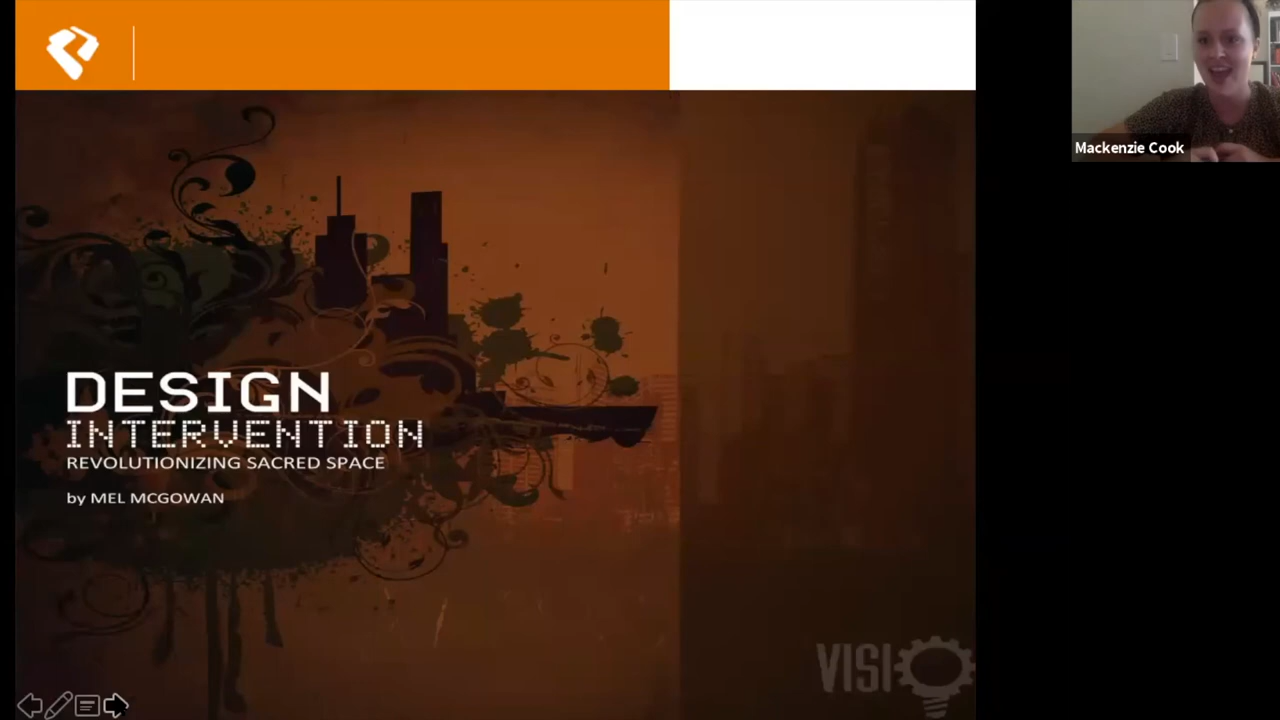 Mackenzie Cook
DESIGN
INTERVENTION
REVOLUTIONIZING SACRED SPACE
by MEL MCGOWAN
VISI